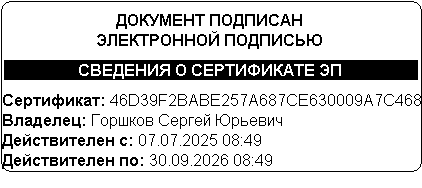 ДОКУМЕНТ ПОДПИСАН
ЭЛЕКТРОННОЙ ПОДПИСЬЮ
СВЕДЕНИЯ О СЕРТИФИКАТЕ ЭП
Сертификат: 46D39F2BABE257A687CE630009A7C468
Владелец: Горшков Сергей Юрьевич
Действителен с: 07.07.2025 08:49
Действителен по: 30.09.2026 08:49